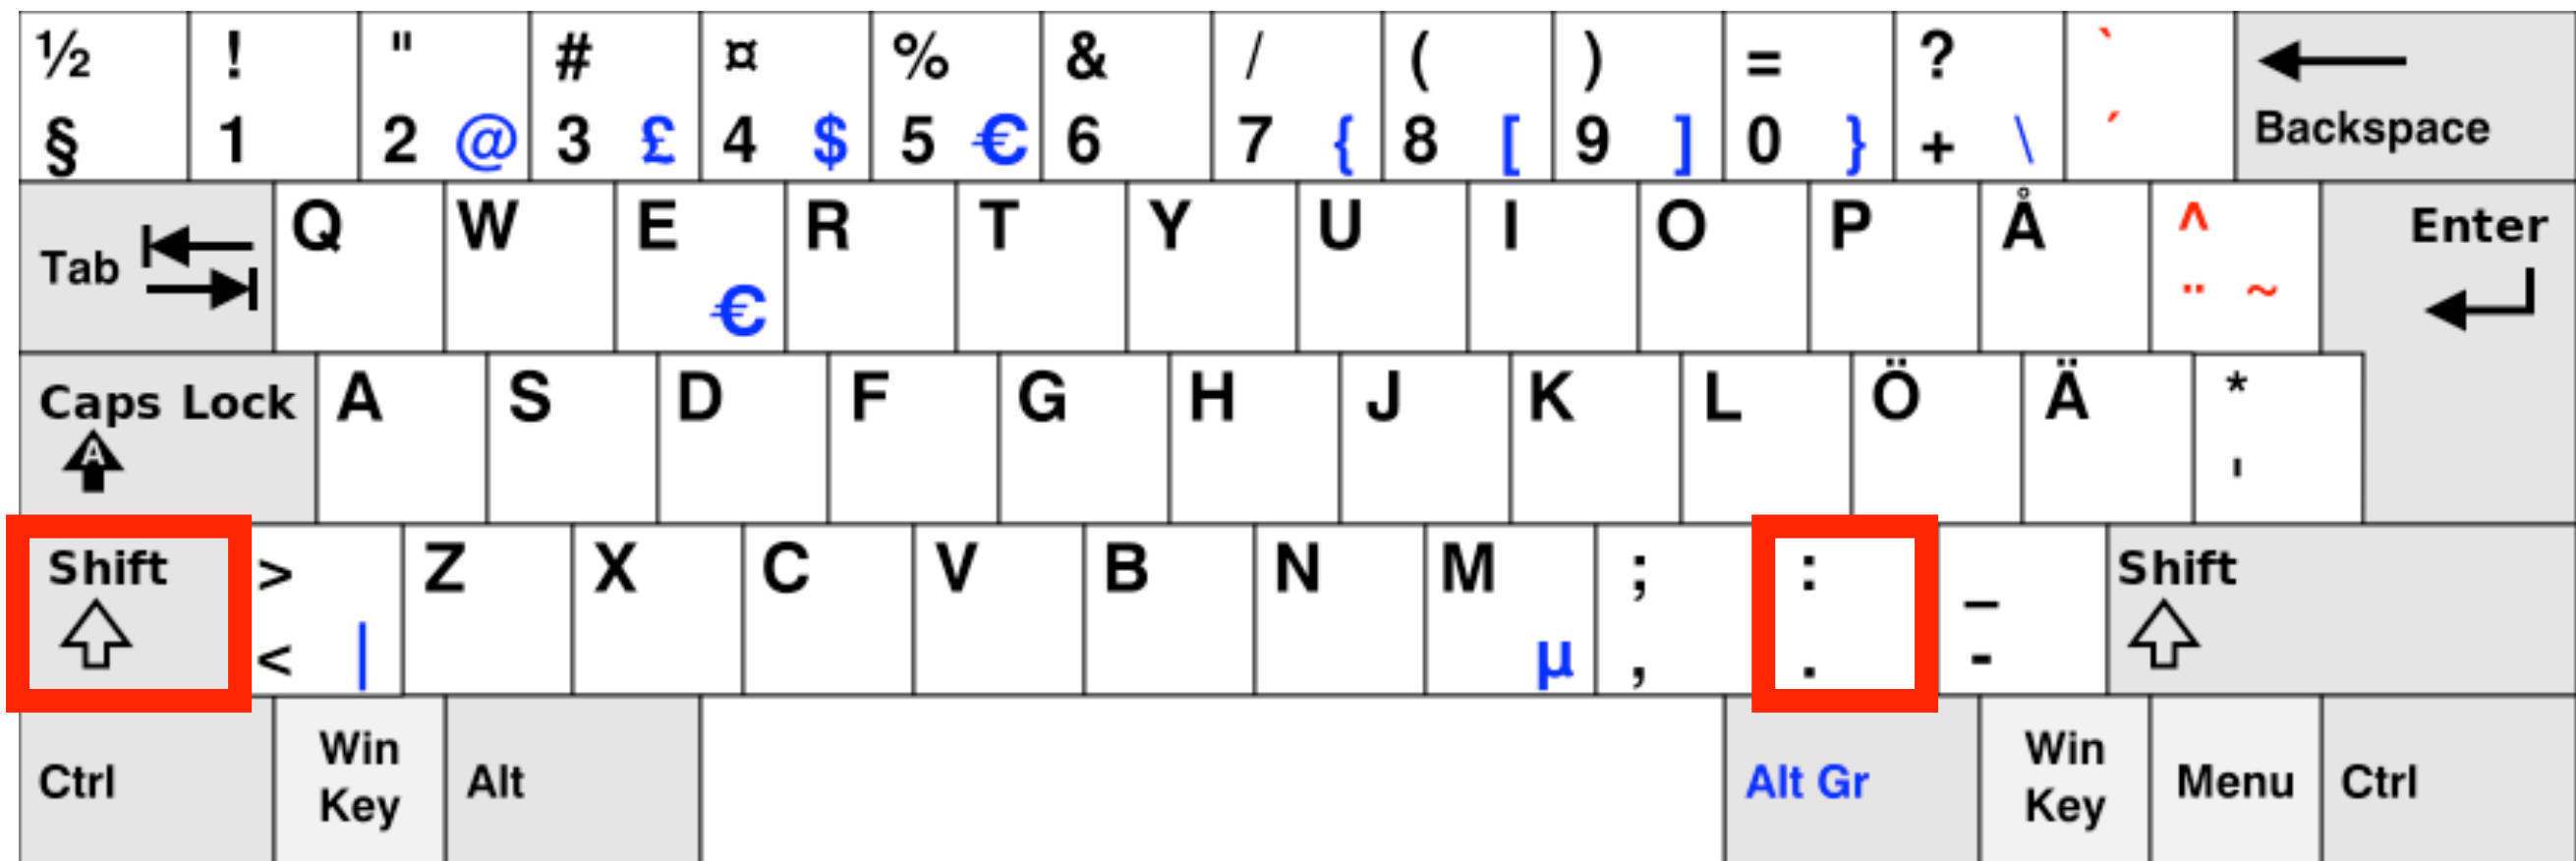 ½ ! " # ¤ % & / ( ) = ? `
§ 1 2 @ 3 £ 4 $ 5 € 6 7 { 8 [ 9 ] 0 } + \ ´ Backspace
Tab Q W E R T Y U I O P Å ^ Enter
€ ¨ ~
Caps Lock A S D F G H J K L Ö Ä *
A '
Shift > Z X C V B N M ; : _ Shift
< | µ , . -
Ctrl Win Key Alt Alt Gr Win Key Menu Ctrl